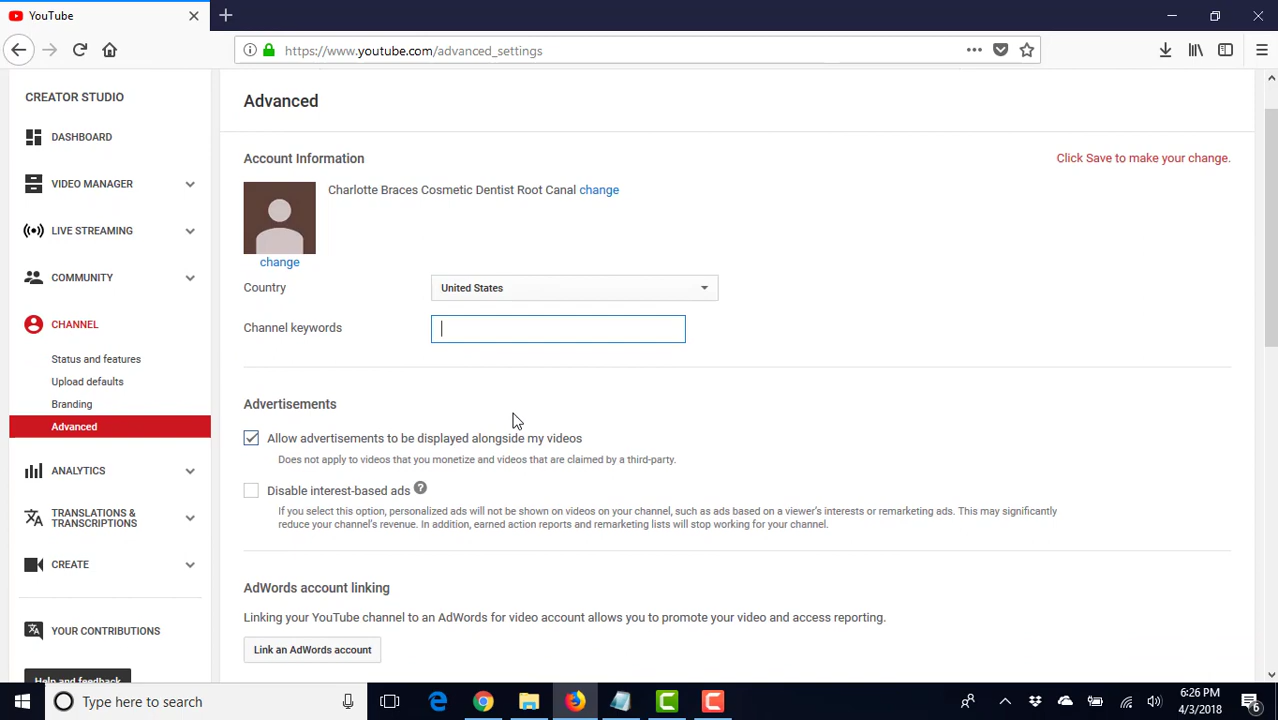 YouTube
https://www.youtube.com/advanced_settings
CREATOR STUDIO
DASHBOARD
VIDEO MANAGER
LIVE STREAMING
COMMUNITY
CHANNEL
Status and features
Upload defaults
Branding
Advanced
ANALYTICS
TRANSLATIONS &
TRANSCRIPTIONS
CREATE
YOUR CONTRIBUTIONS
Help and feedback
Advanced
Account Information
Click Save to make your change.
Charlotte Braces Cosmetic Dentist Root Canal change
change
Country
United States
Channel keywords
Advertisements
Allow advertisements to be displayed alongside my videos
Does not apply to videos that you monetize and videos that are claimed by a third-party.
Disable interest-based ads ?
If you select this option, personalized ads will not be shown on videos on your channel, such as ads based on a viewer's interests or remarketing ads. This may significantly
reduce your channel's revenue. In addition, earned action reports and remarketing lists will stop working for your channel.
AdWords account linking
Linking your YouTube channel to an AdWords for video account allows you to promote your video and access reporting.
Link an AdWords account
Type here to search
6:26 PM
4/3/2018
6